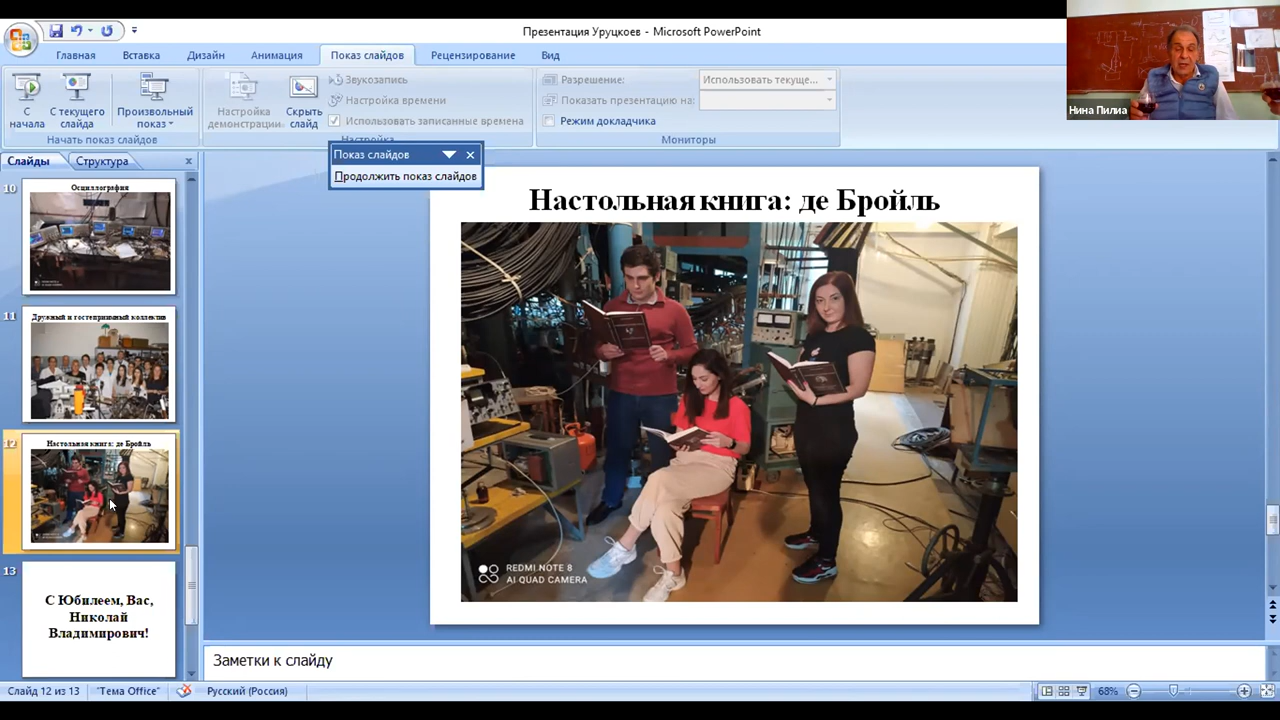 Презентация Уруцкоев - Microsoft PowerPoint
Главная
Вставка
Дизайн
Анимация
Показ слайдов
Рецензирование
Вид
С начала
С текущего слайда
Произвольный показ
Начать показ слайдов
Настройка демонстрации
Скрыть слайд
Звукозапись
Настройка времени
Использовать записанные времена
Настройка
Разрешение:
Использовать текуще...
Показать презентацию на:
Режим докладчика
Мониторы
Нина Пилиа
Показ слайдов
Продолжить показ слайдов
Слайды
Структура
10
Осциллография
11
Дружный и гостеприимный коллектив
12
Настольная книга: де Бройль
13
С Юбилеем, Вас,
Николай
Владимирович!
Настольная книга: де Бройль
REDMI NOTE 8
AI QUAD CAMERA
Заметки к слайду
Слайд 12 из 13
"Тема Office"
Русский (Россия)
68%